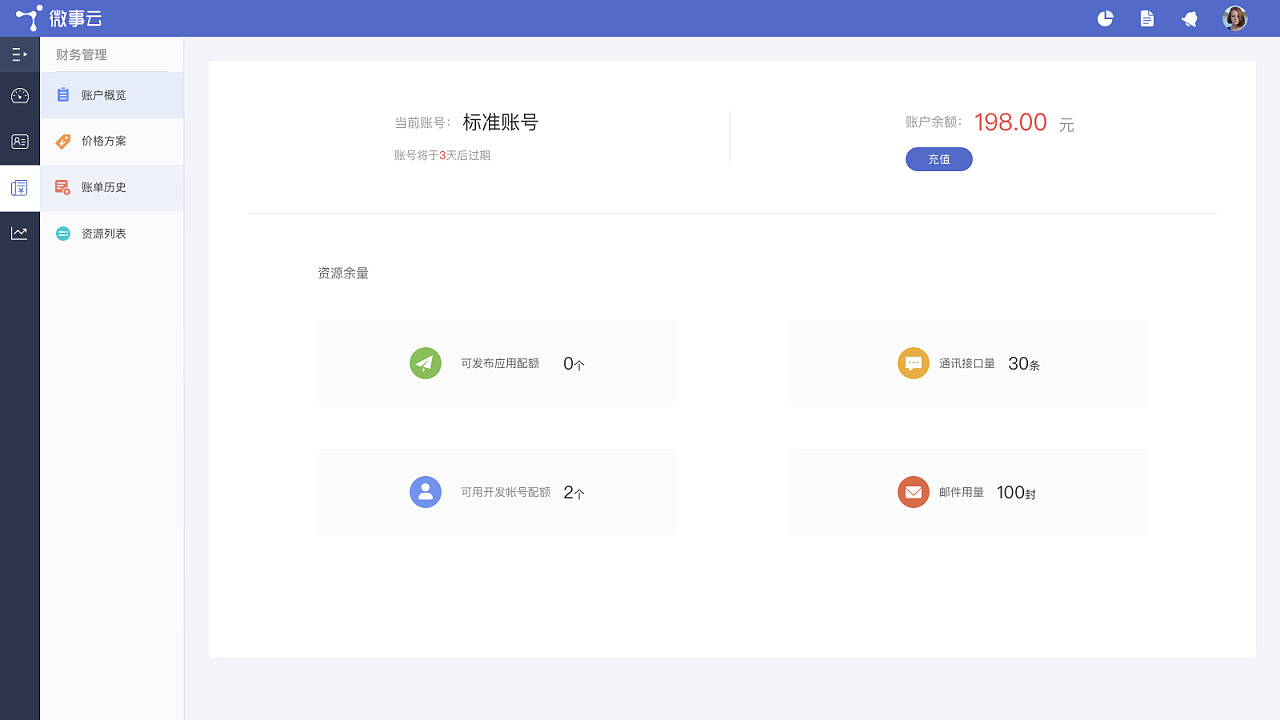 微事云
财务管理
账户概览
价格方案
账单历史
资源列表
当前账号： 标准账号
账号将于3天后过期
账户余额： 198.00 元
充值
资源余量
可发布应用配额 0个
通讯接口量 30条
可用开发帐号配额 2个
邮件用量 100封